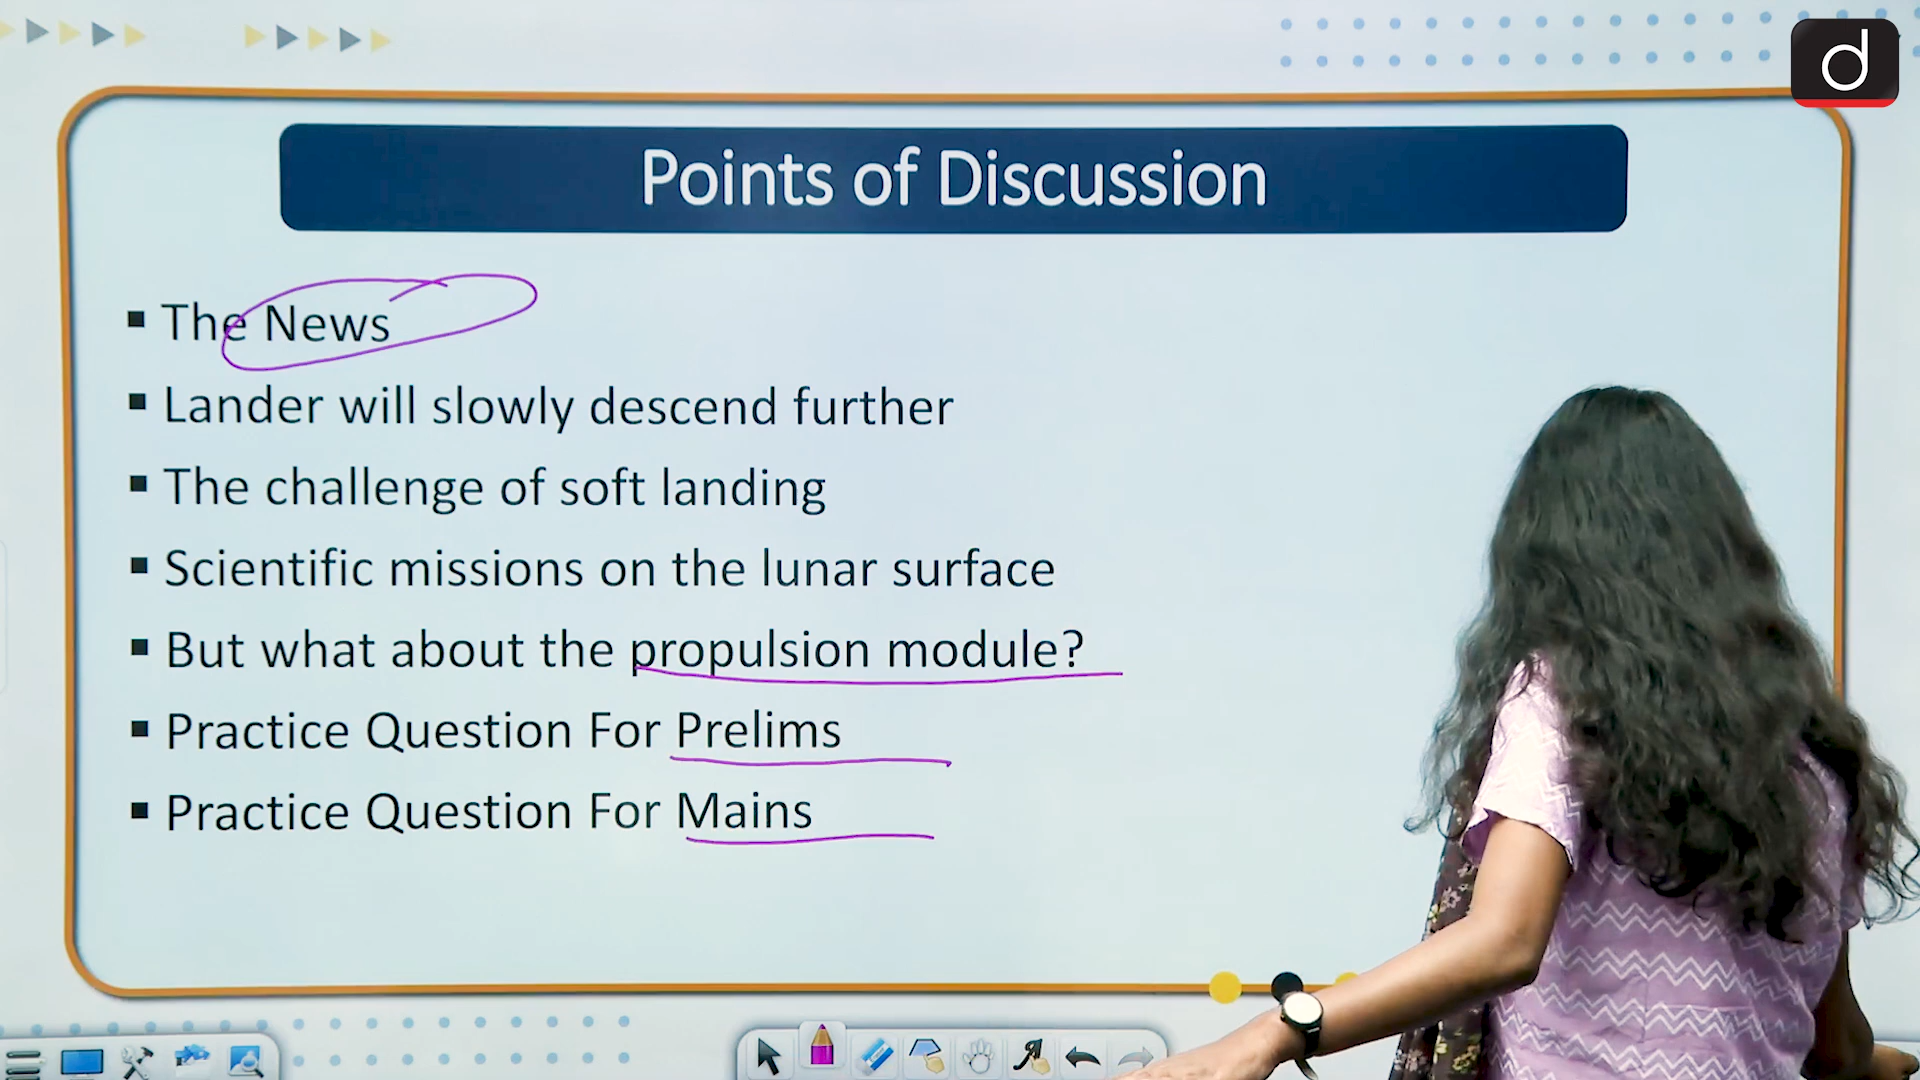 d
Points of Discussion
▪ The News
▪ Lander will slowly descend further
▪ The challenge of soft landing
▪ Scientific missions on the lunar surface
▪ But what about the propulsion module?
▪ Practice Question For Prelims
▪ Practice Question For Mains